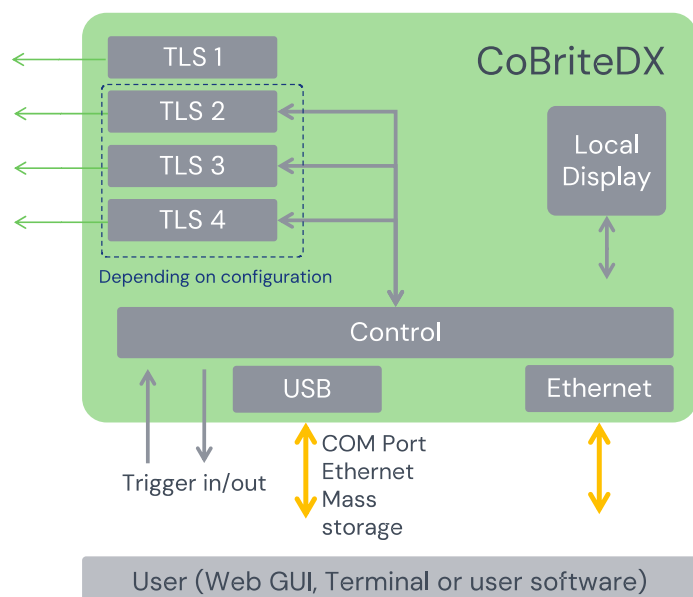 TLS 1
CoBriteDX
TLS 2
TLS 3
TLS 4
Local
Display
Depending on configuration
Control
USB
Ethernet
Trigger in/out
COM Port
Ethernet
Mass
storage
User (Web GUI, Terminal or user software)